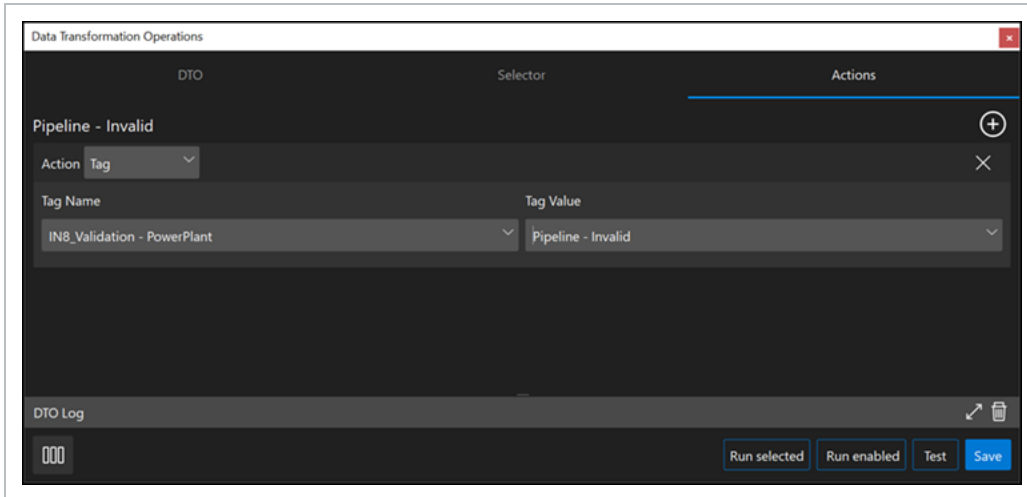 Data Transformation Operations
DTO Selector Actions
Pipeline - Invalid
Action Tag
Tag Name Tag Value
IN8_Validation - PowerPlant Pipeline - Invalid
DTO Log
Run selected Run enabled Test Save